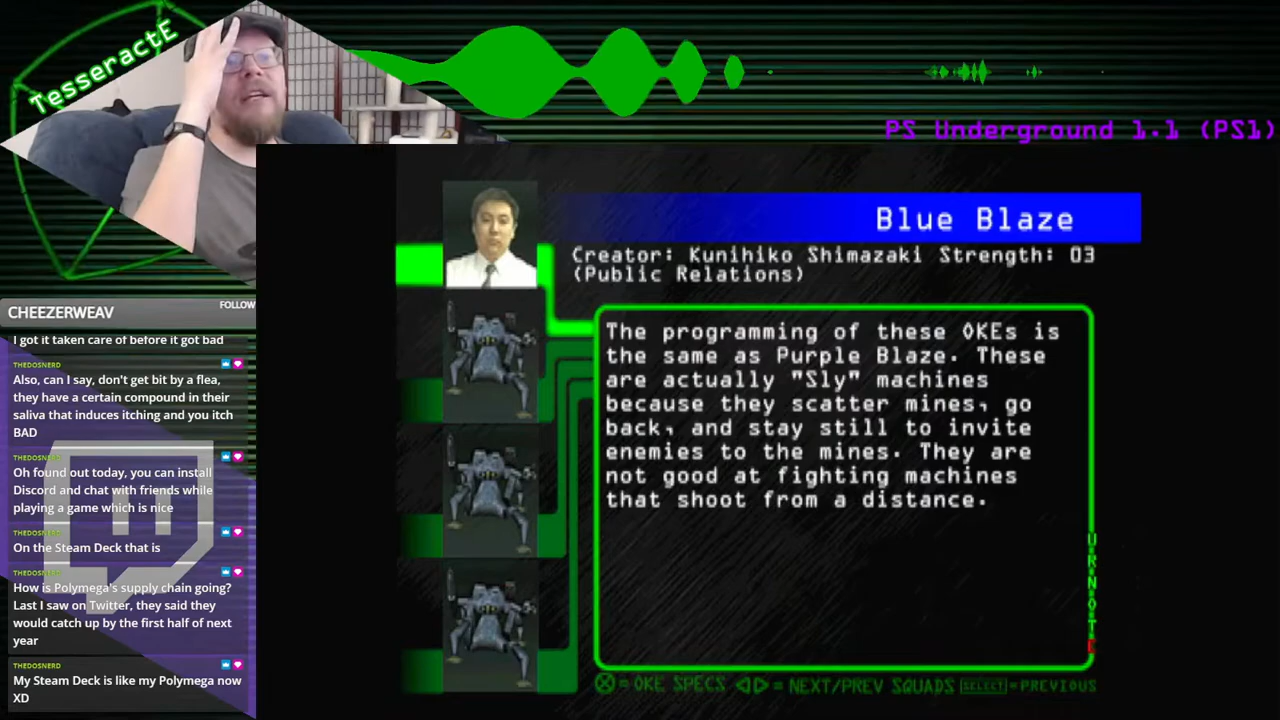 TesseractE
PS Underground 1.1 (PS1)
Blue Blaze
Creator: Kunihiko Shimazaki Strength: 03
(Public Relations)
The programming of these OKEs is
the same as Purple Blaze. These
are actually "Sly" machines
because they scatter mines, go
back, and stay still to invite
enemies to the mines. They are
not good at fighting machines
that shoot from a distance.
= OKE SPECS = NEXT/PREV SQUADS SELECT=PREVIOUS
CHEEZERWEAV
FOLLOW
I got it taken care of before it got bad
THEDOSNERD
Also, can I say, don't get bit by a flea,
they have a certain compound in their
saliva that induces itching and you itch
BAD
THEDOSNERD
Oh found out today, you can install
Discord and chat with friends while
playing a game which is nice
THEDOSNERD
On the Steam Deck that is
THEDOSNERD
How is Polymega's supply chain going?
Last I saw on Twitter, they said they
would catch up by the first half of next
year
THEDOSNERD
My Steam Deck is like my Polymega now
XD